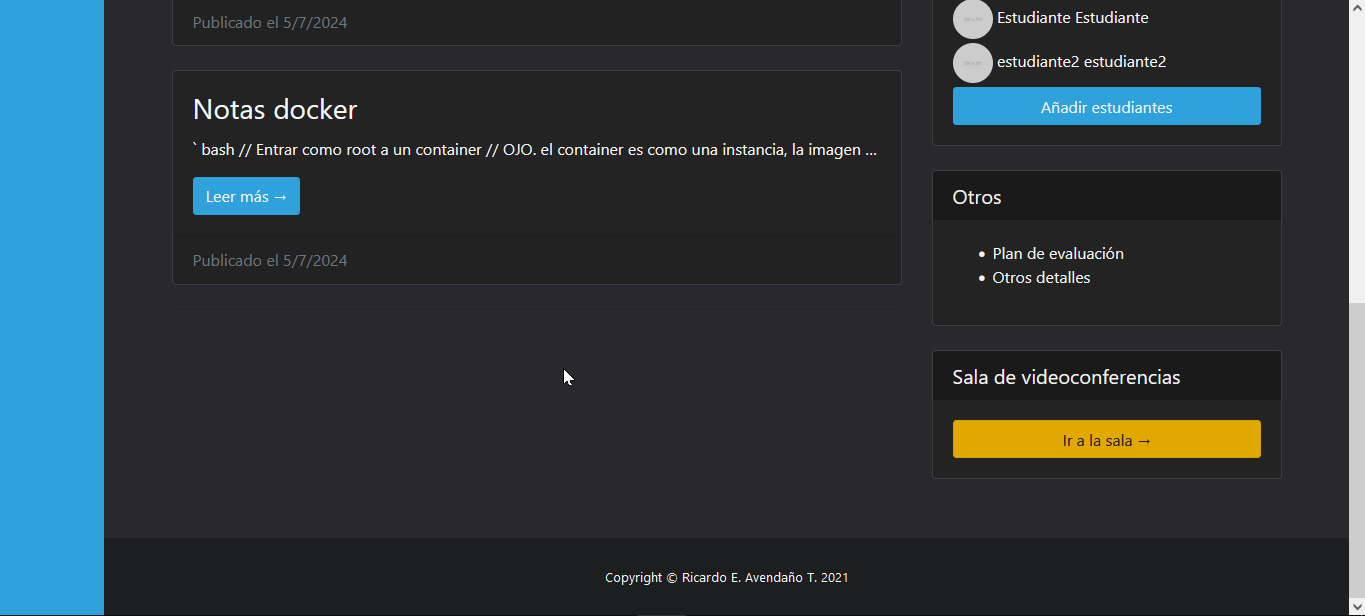 Publicado el 5/7/2024
Notas docker
` bash // Entrar como root a un container // OJO. el container es como una instancia, la imagen ...
Leer más →
Publicado el 5/7/2024
Estudiante Estudiante
estudiante2 estudiante2
Añadir estudiantes
Otros
• Plan de evaluación
• Otros detalles
Sala de videoconferencias
Ir a la sala →
Copyright © Ricardo E. Avendaño T. 2021